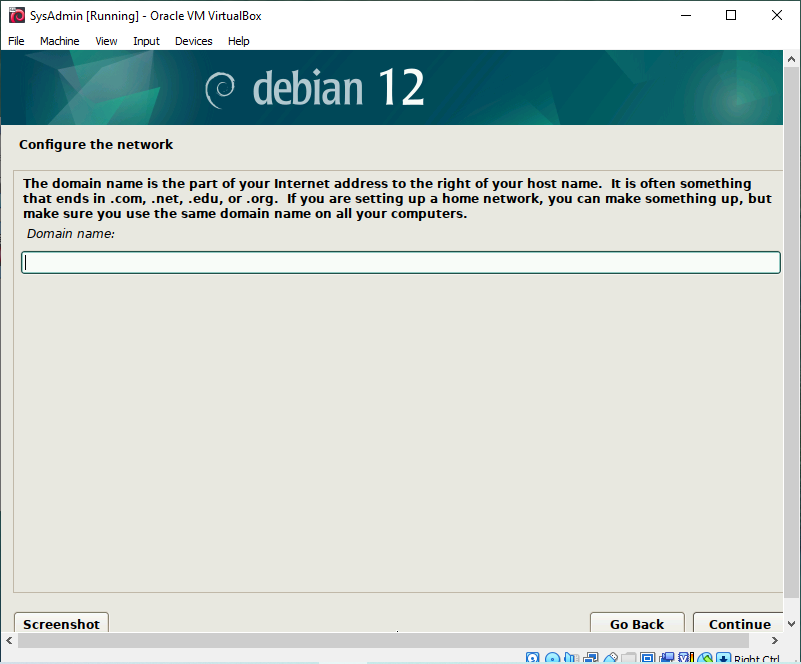 SysAdmin [Running] - Oracle VM VirtualBox
File Machine View Input Devices Help
debian 12
Configure the network
The domain name is the part of your Internet address to the right of your host name.  It is often something
that ends in .com, .net, .edu, or .org.  If you are setting up a home network, you can make something up, but
make sure you use the same domain name on all your computers.
Domain name:
Screenshot Go Back Continue
Right Ctrl